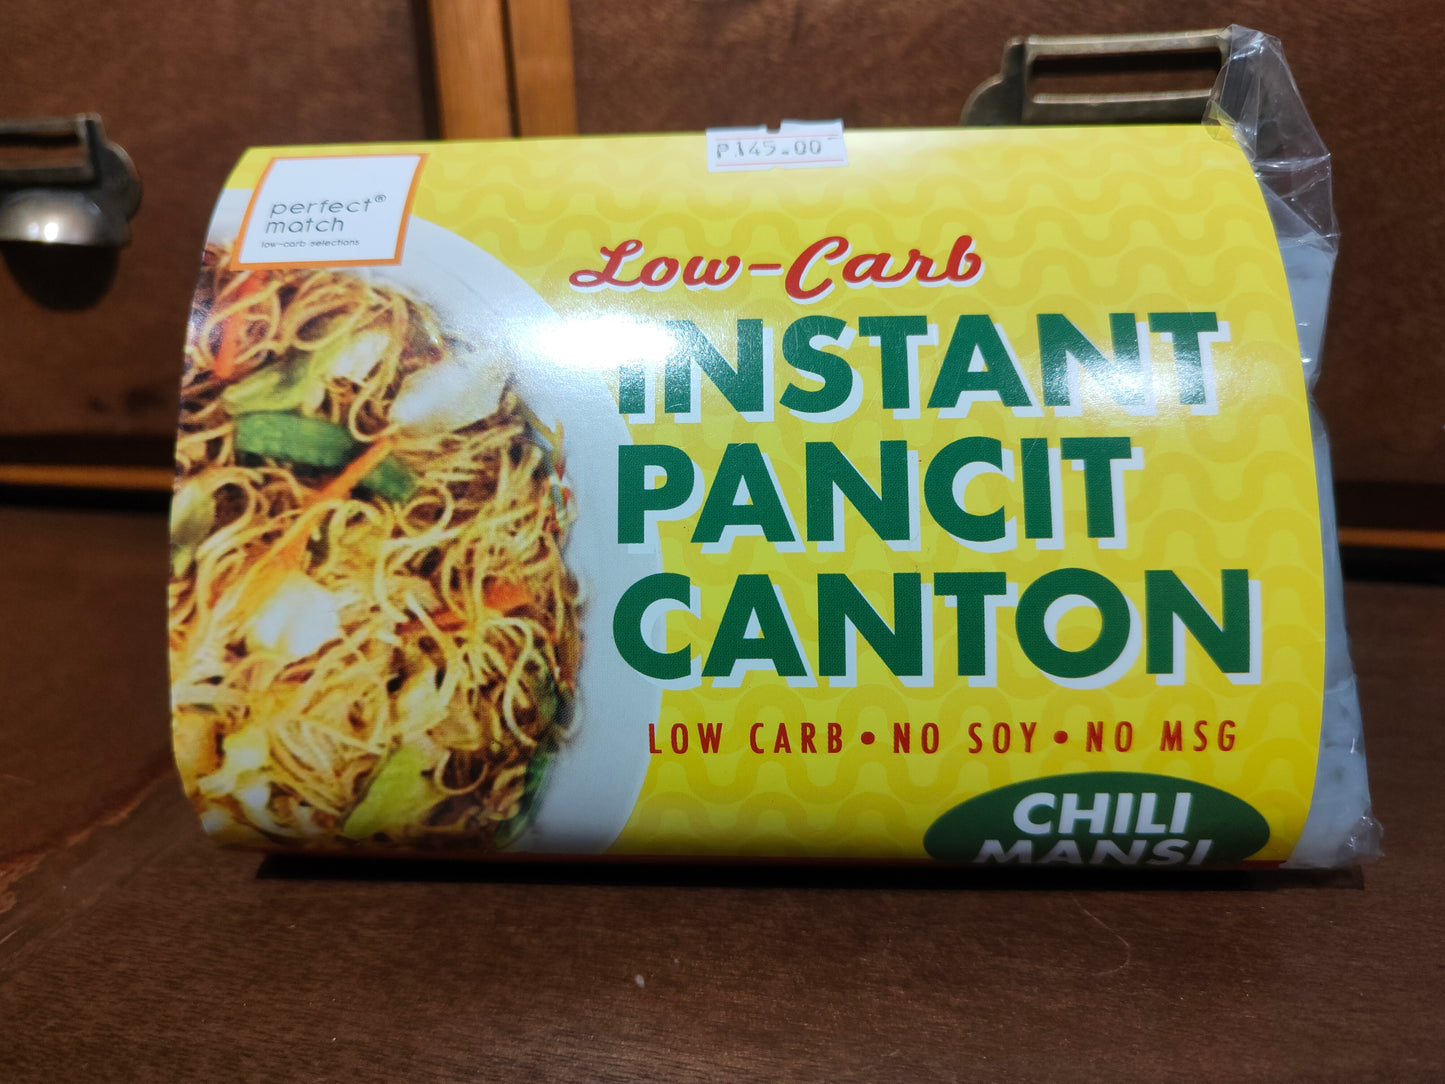 ₱145.00
perfect®
match
low-carb selections
Low-Carb
INSTANT
PANCIT
CANTON
LOW CARB • NO SOY • NO MSG
CHILI
MANSI